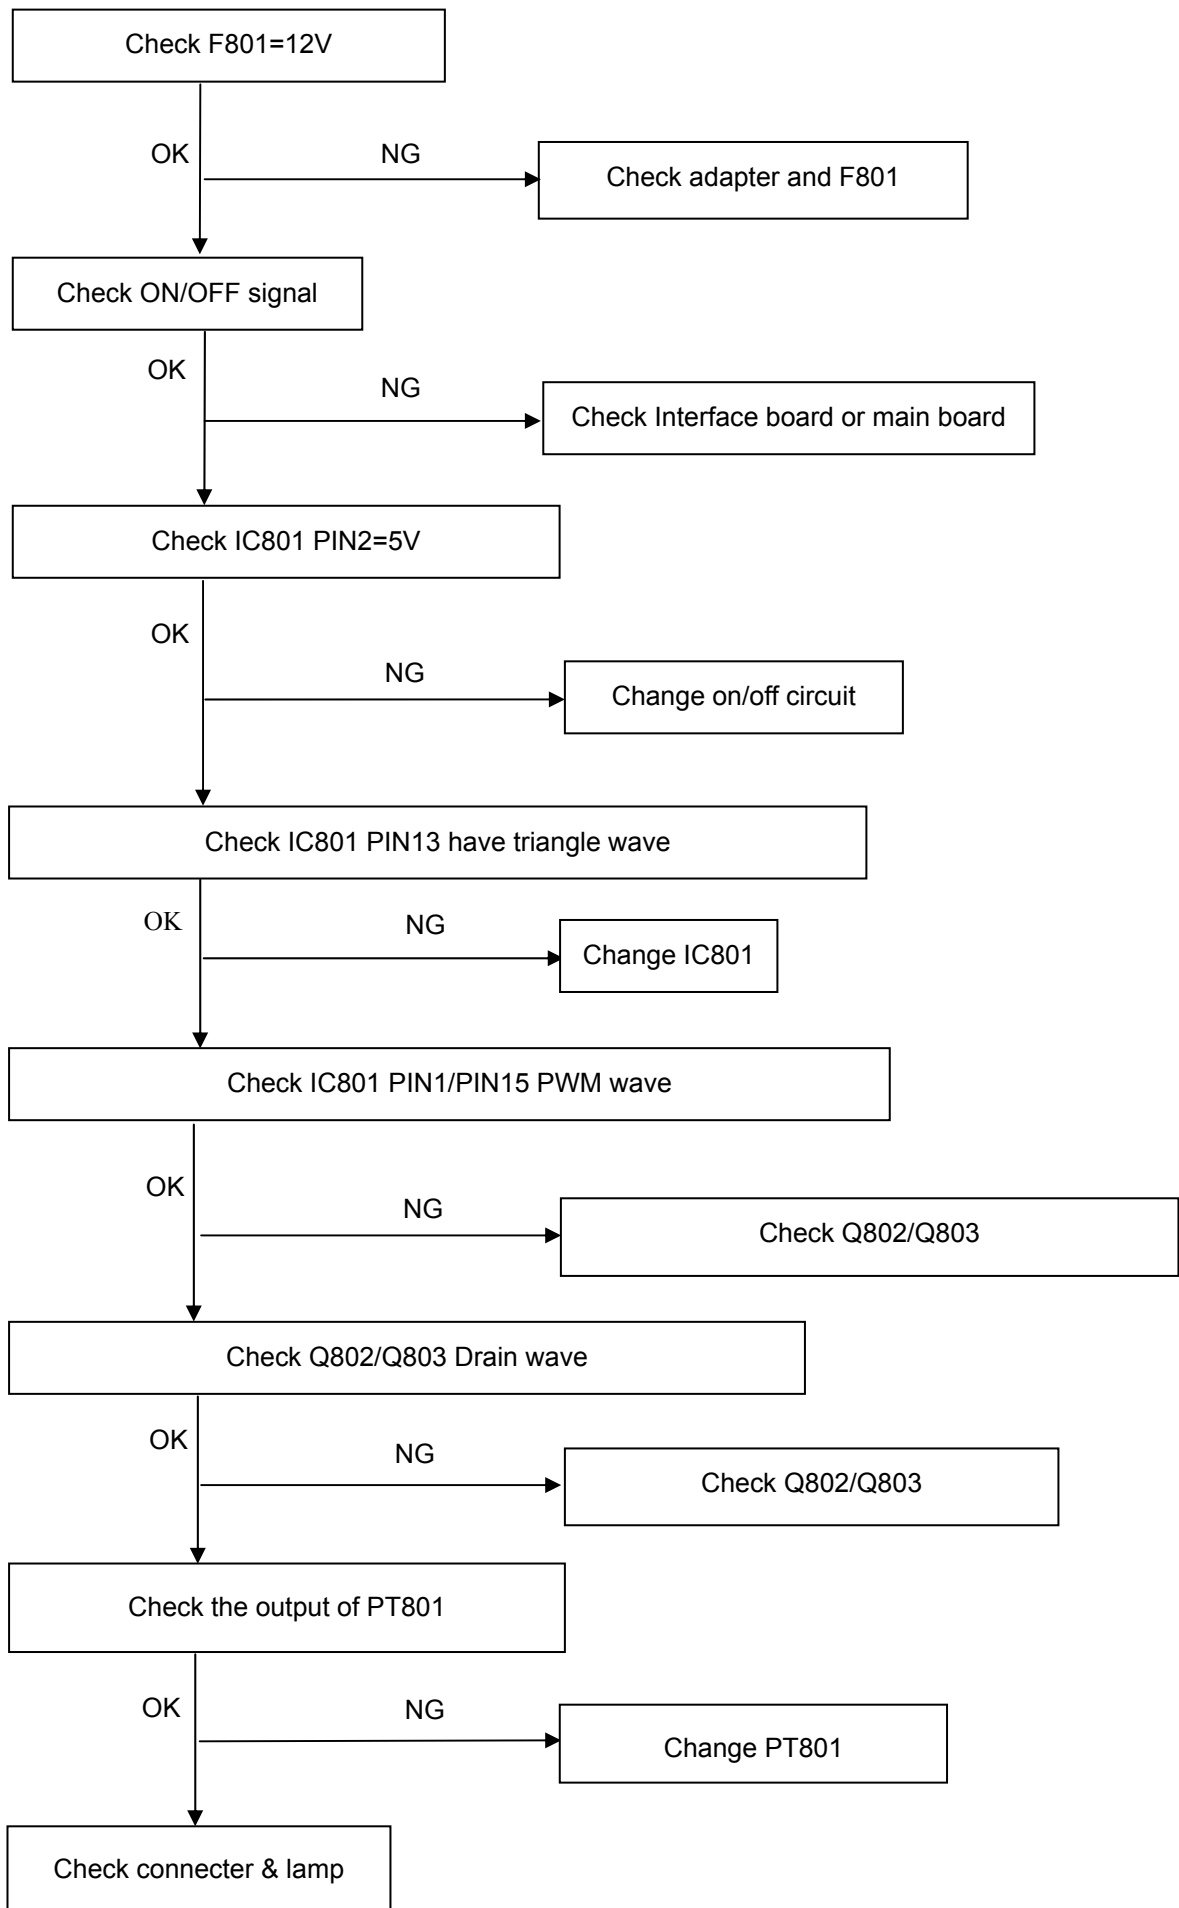 Check F801=12V
OK
NG
Check adapter and F801
Check ON/OFF signal
OK
NG
Check Interface board or main board
Check IC801 PIN2=5V
OK
NG
Change on/off circuit
Check IC801 PIN13 have triangle wave
OK
NG
Change IC801
Check IC801 PIN1/PIN15 PWM wave
OK
NG
Check Q802/Q803
Check Q802/Q803 Drain wave
OK
NG
Check Q802/Q803
Check the output of PT801
OK
NG
Change PT801
Check connecter & lamp